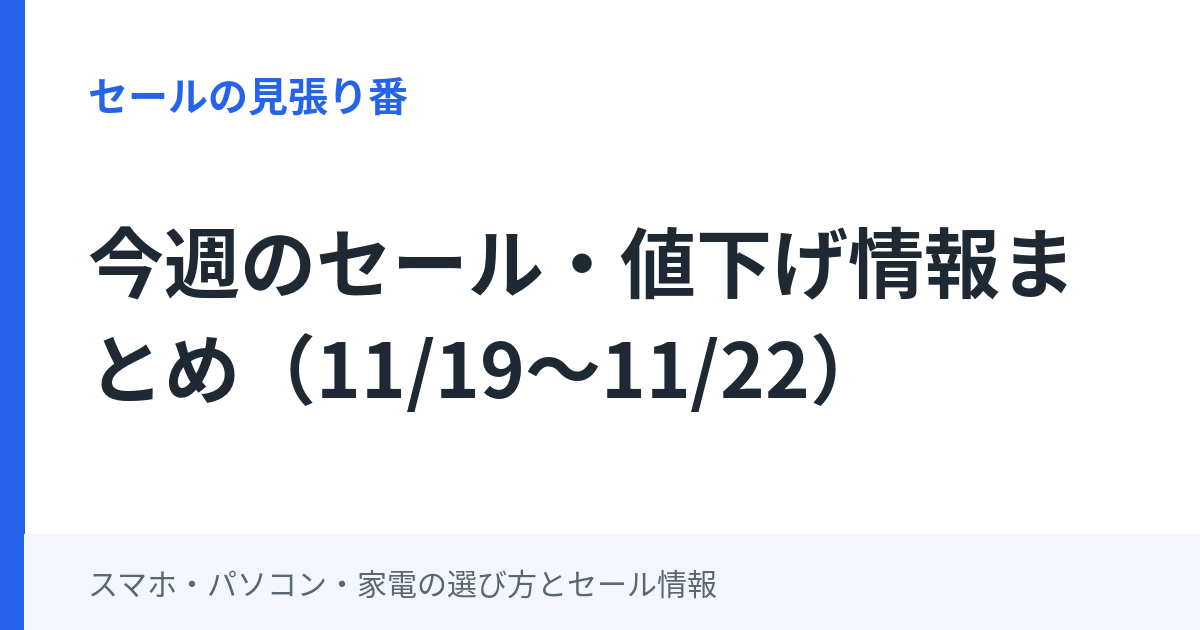 セールの見張り番
今週のセール・値下げ情報ま
とめ（11/19〜11/22）
スマホ・パソコン・家電の選び方とセール情報